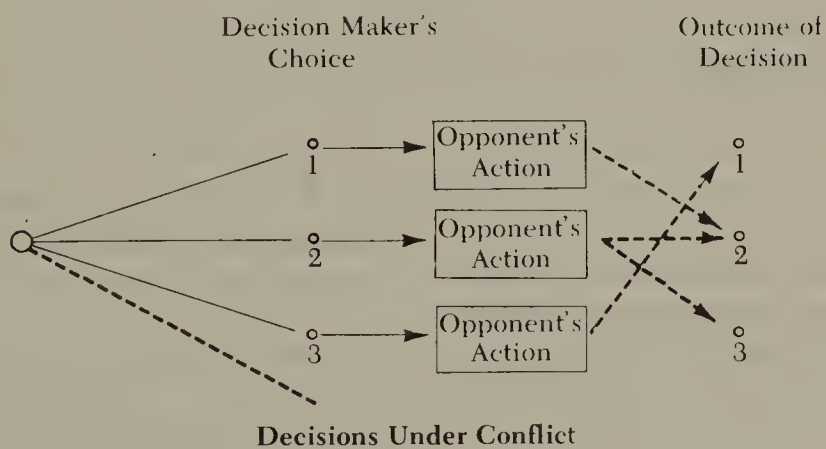 Decision Maker's
Choice
Outcome of
Decision
1
Opponent's
Action
1
2
Opponent's
Action
2
3
Opponent's
Action
3
Decisions Under Conflict